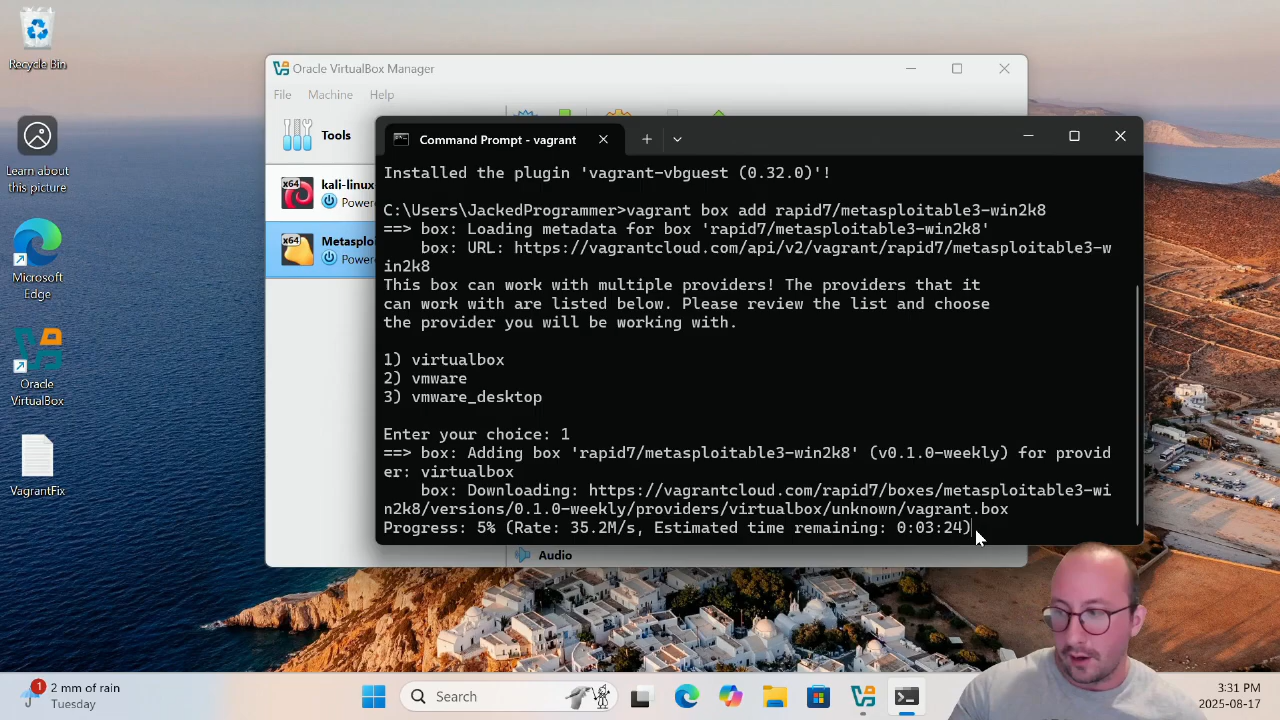 Recycle Bin
Learn about
this picture
Microsoft
Edge
Oracle
VirtualBox
VagrantFix
Oracle VirtualBox Manager
File Machine Help
Tools
x64
kali-linux
Powere
x64
Metasploi
Powere
Command Prompt - vagrant
Installed the plugin 'vagrant-vbguest (0.32.0)'!
C:\Users\JackedProgrammer>vagrant box add rapid7/metasploitable3-win2k8
==> box: Loading metadata for box 'rapid7/metasploitable3-win2k8'
box: URL: https://vagrantcloud.com/api/v2/vagrant/rapid7/metasploitable3-w
in2k8
This box can work with multiple providers! The providers that it
can work with are listed below. Please review the list and choose
the provider you will be working with.
1) virtualbox
2) vmware
3) vmware_desktop
Enter your choice: 1
==> box: Adding box 'rapid7/metasploitable3-win2k8' (v0.1.0-weekly) for provid
er: virtualbox
box: Downloading: https://vagrantcloud.com/rapid7/boxes/metasploitable3-wi
n2k8/versions/0.1.0-weekly/providers/virtualbox/unknown/vagrant.box
Progress: 5% (Rate: 35.2M/s, Estimated time remaining: 0:03:24)
Audio
1
2 mm of rain
Tuesday
Search
3:31 PM
2025-08-17